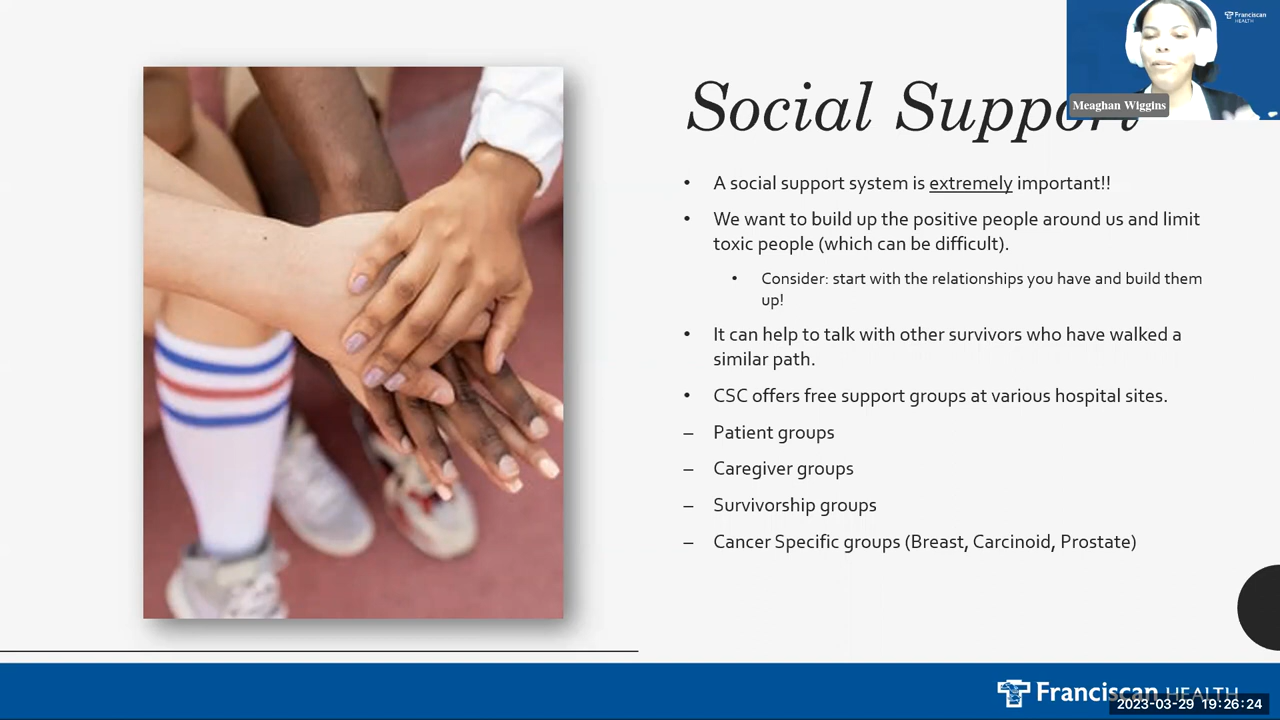 Franciscan
HEALTH
Meaghan Wiggins
Social Support
• A social support system is extremely important!!
• We want to build up the positive people around us and limit
toxic people (which can be difficult).
• Consider: start with the relationships you have and build them
up!
• It can help to talk with other survivors who have walked a
similar path.
• CSC offers free support groups at various hospital sites.
– Patient groups
– Caregiver groups
– Survivorship groups
– Cancer Specific groups (Breast, Carcinoid, Prostate)
Franciscan HEALTH
2023-03-29 19:26:24